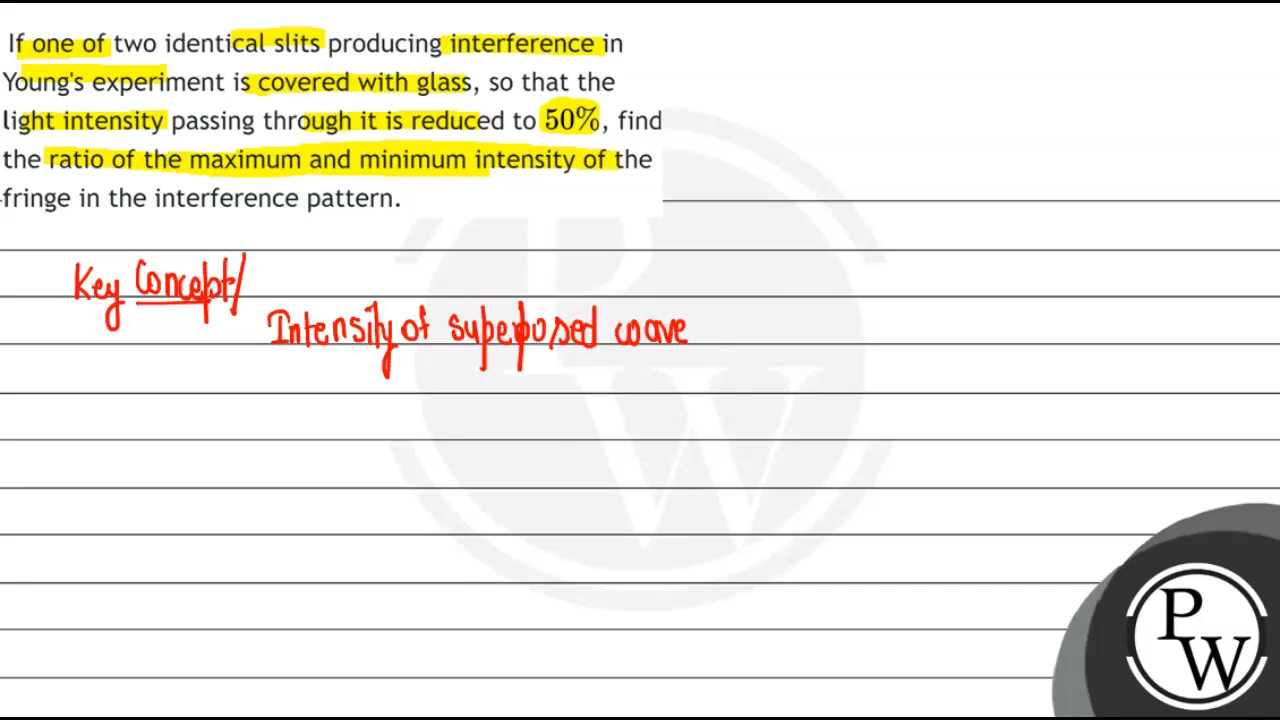 If one of two identical slits producing interference in
Young's experiment is covered with glass, so that the
light intensity passing through it is reduced to 50%, find
the ratio of the maximum and minimum intensity of the
fringe in the interference pattern.
Key Concept/
Intensity of superposed wave
P
W
P
W